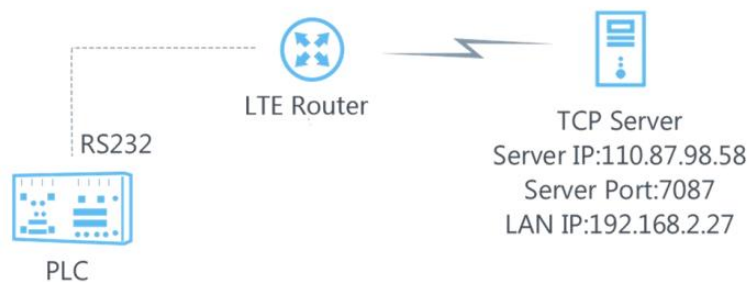 LTE Router
RS232
PLC
TCP Server
Server IP:110.87.98.58
Server Port:7087
LAN IP:192.168.2.27